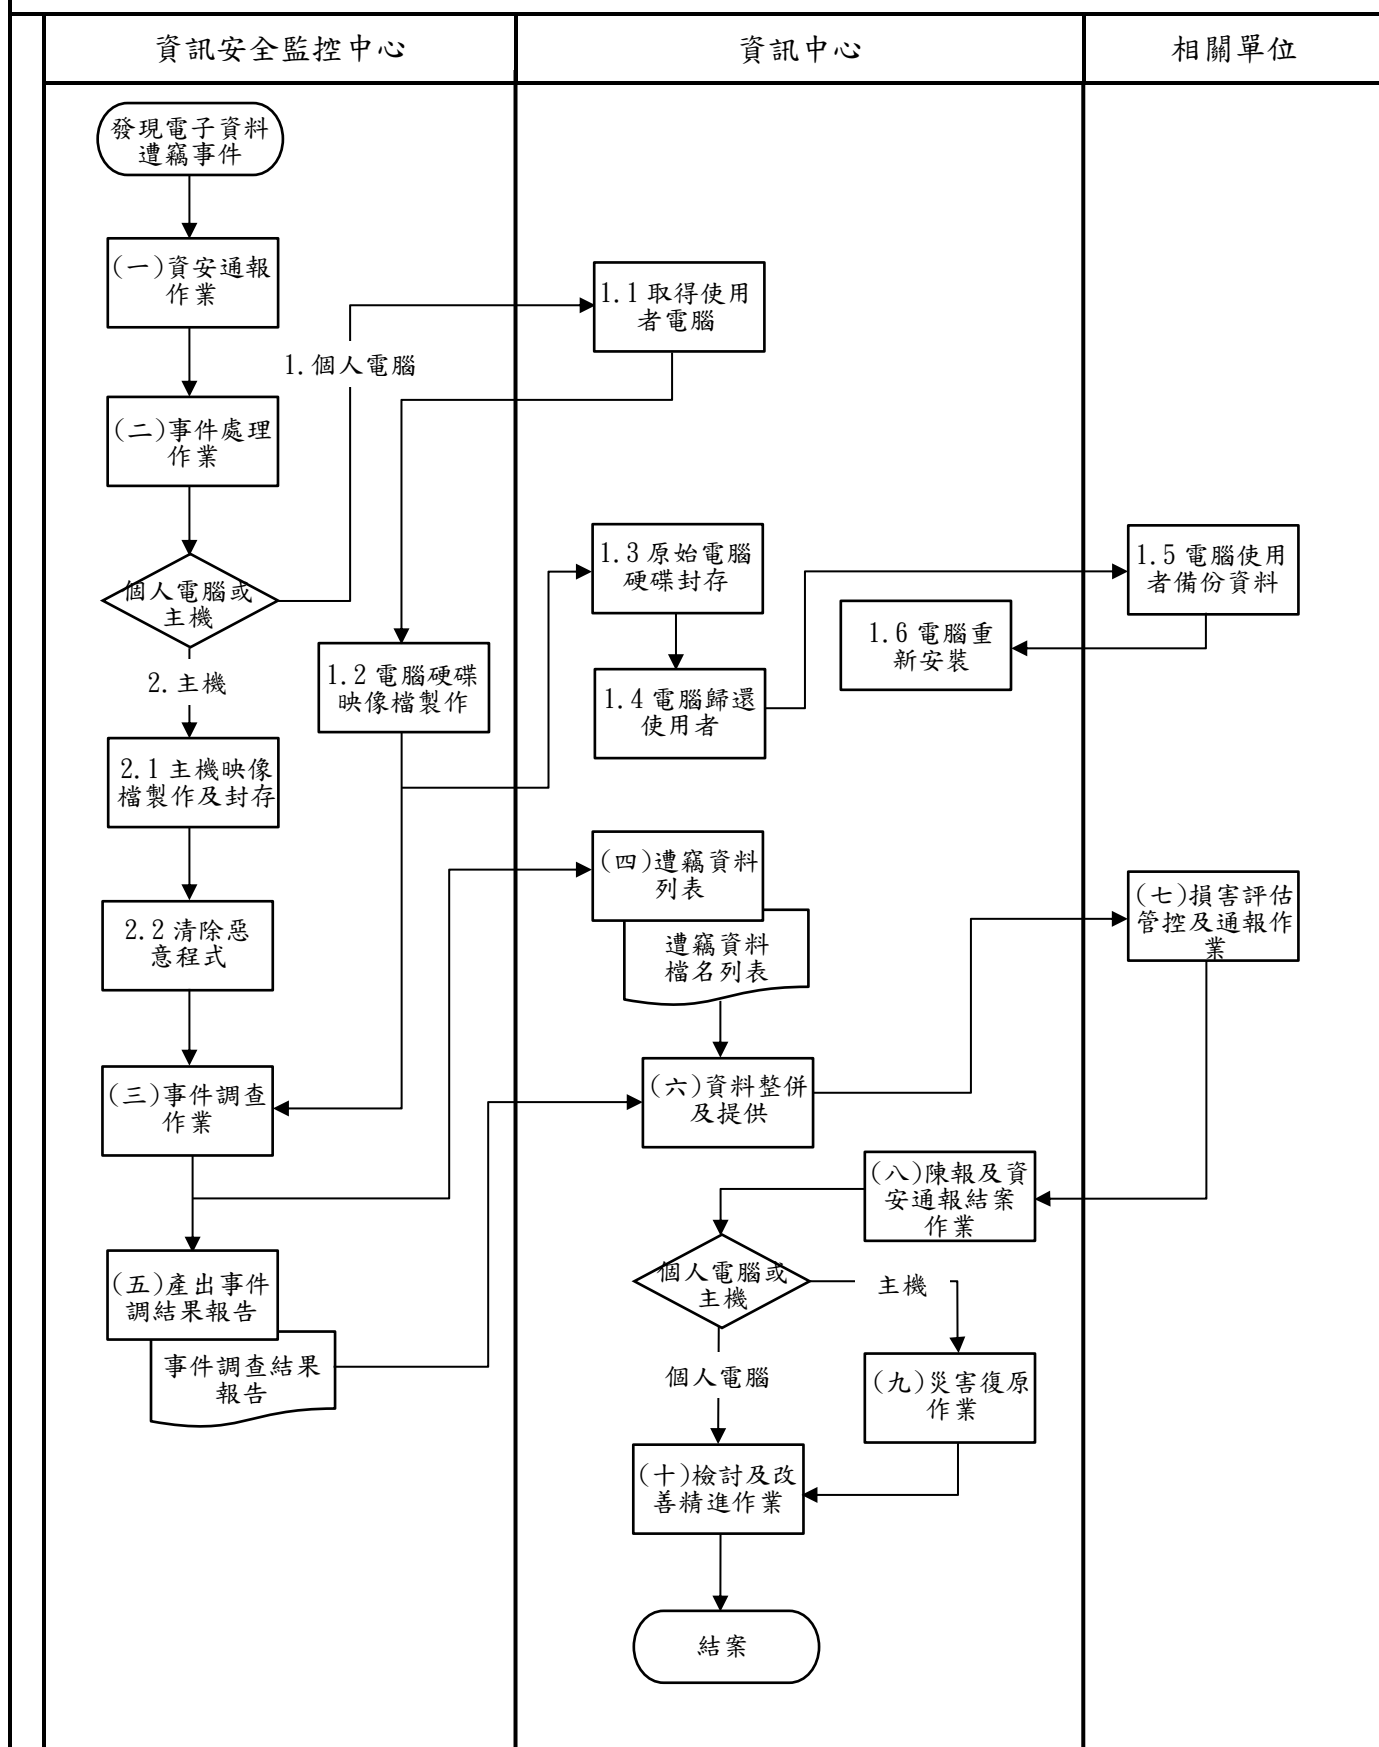 資訊安全監控中心
資訊中心
相關單位
發現電子資料
遭竊事件
(一)資安通報
作業
1.1 取得使用
者電腦
1.個人電腦
(二)事件處理
作業
個人電腦或
主機
2.主機
1.2 電腦硬碟
映像檔製作
1.3 原始電腦
硬碟封存
1.4 電腦歸還
使用者
1.5 電腦使用
者備份資料
1.6 電腦重
新安裝
2.1 主機映像
檔製作及封存
2.2 清除惡
意程式
(三)事件調查
作業
(四)遭竊資料
列表
遭竊資料
檔名列表
(五)產出事件
調結果報告
事件調查結果
報告
(六)資料整併
及提供
(七)損害評估
管控及通報作
業
(八)陳報及資
安通報結案
作業
個人電腦或
主機
主機
個人電腦
(九)災害復原
作業
(十)檢討及改
善精進作業
結案